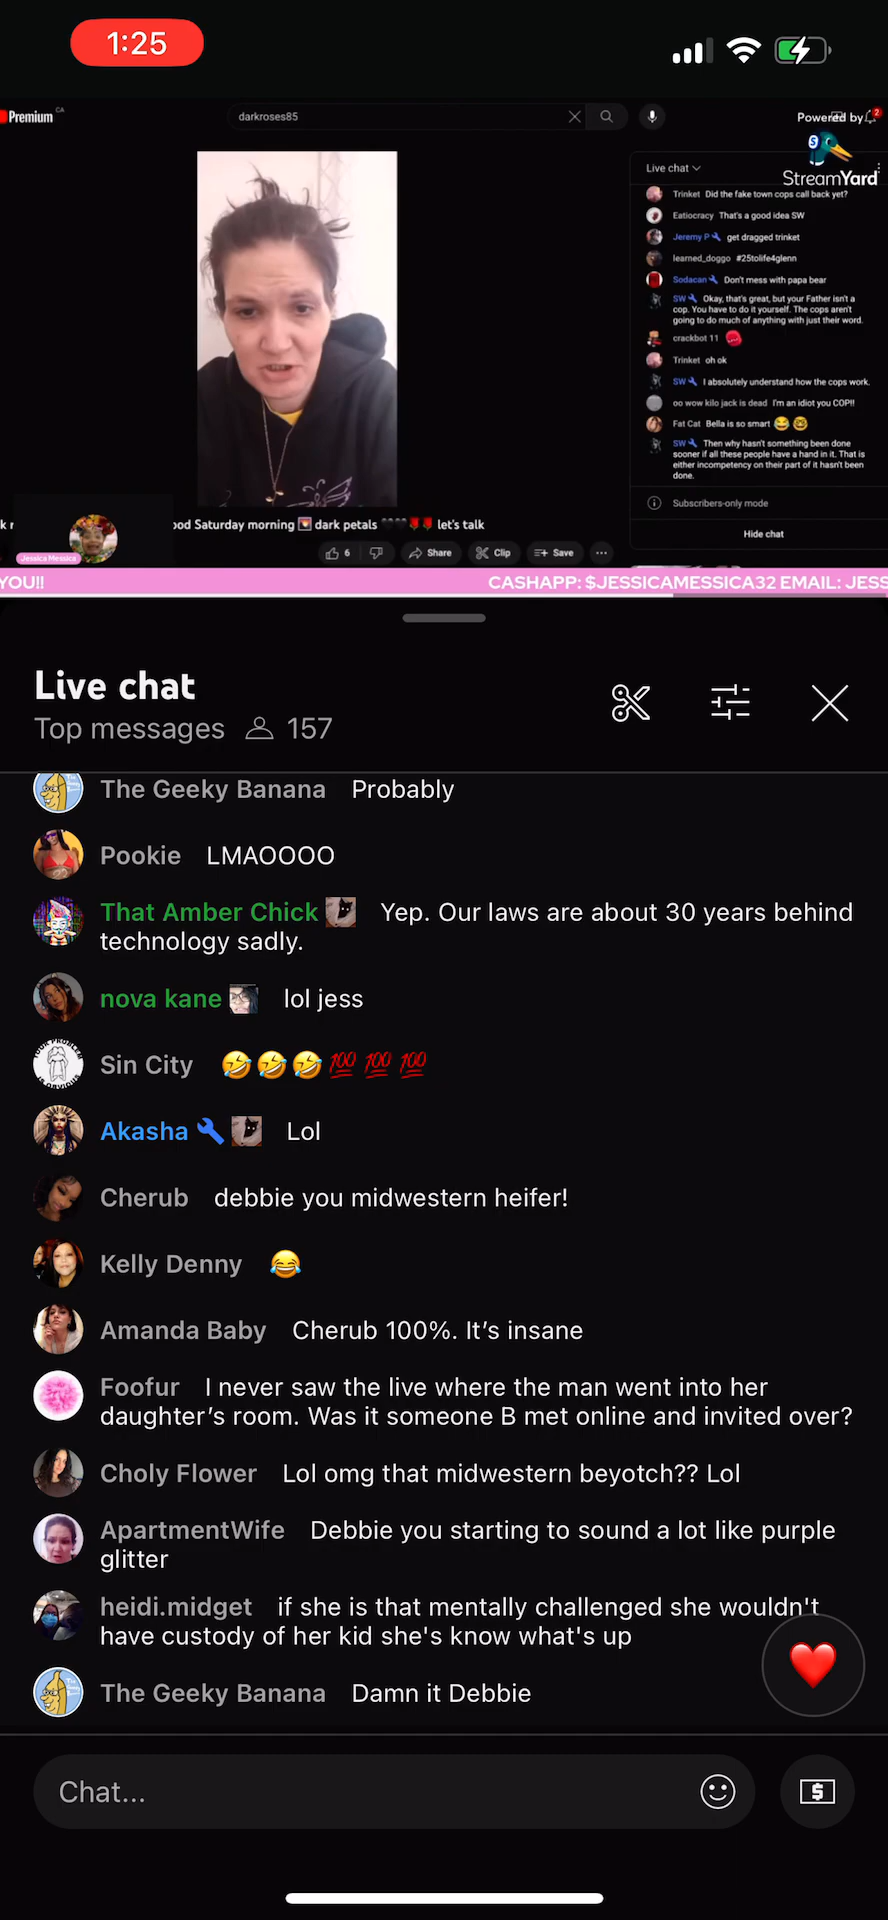 1:25
Premium CA
darkroses85
Powered by
2
StreamYard
Live chat
Trinket Did the fake town cops call back yet?
Eatiocracy That's a good idea SW
Jeremy P get dragged trinket
learned_doggo #25tolife4glenn
Sodacan Don't mess with papa bear
SW Okay, that's great, but your Father isn't a
cop. You have to do it yourself. The cops aren't
going to do much of anything with just their word.
crackbot 11
Trinket oh ok
SW I absolutely understand how the cops work.
oo wow kilo jack is dead I'm an idiot you COP!!
Fat Cat Bella is so smart 😂 🤓
SW Then why hasn't something been done
sooner if all these people have a hand in it. That is
either incompetency on their part of it hasn't been
done.
Subscribers-only mode
Hide chat
ood Saturday morning 🌅 dark petals 🖤🖤🌹🌹 let's talk
Jessica Messica
6
Share
Clip
Save
YOU!!
CASHAPP: $JESSICAMESSICA32 EMAIL: JESS
Live chat
Top messages 157
The Geeky Banana Probably
Pookie LMAOOOO
That Amber Chick Yep. Our laws are about 30 years behind
technology sadly.
nova kane lol jess
Sin City 🤣🤣🤣💯💯💯
Akasha Lol
Cherub debbie you midwestern heifer!
Kelly Denny 😂
Amanda Baby Cherub 100%. It's insane
Foofur I never saw the live where the man went into her
daughter's room. Was it someone B met online and invited over?
Choly Flower Lol omg that midwestern beyotch?? Lol
ApartmentWife Debbie you starting to sound a lot like purple
glitter
heidi.midget if she is that mentally challenged she wouldn't
have custody of her kid she's know what's up
The Geeky Banana Damn it Debbie
Chat...